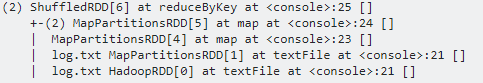 (2) ShuffledRDD[6] at reduceByKey at <console>:25 []
+-(2) MapPartitionsRDD[5] at map at <console>:24 []
| MapPartitionsRDD[4] at map at <console>:23 []
| log.txt MapPartitionsRDD[1] at textFile at <console>:21 []
| log.txt HadoopRDD[0] at textFile at <console>:21 []